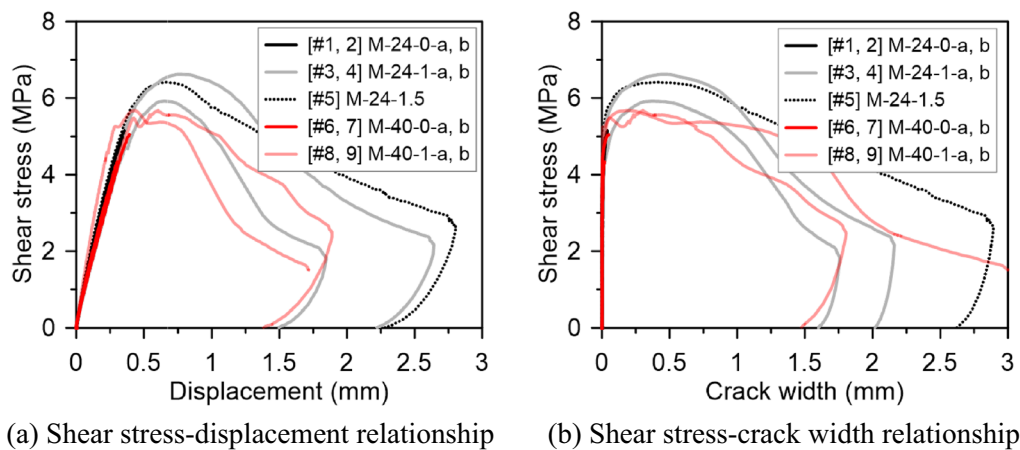 8
6
4
2
0
Shear stress (MPa)
[#1, 2] M-24-0-a, b
[#3, 4] M-24-1-a, b
[#5] M-24-1.5
[#6, 7] M-40-0-a, b
[#8, 9] M-40-1-a, b
0 0.5 1 1.5 2 2.5 3
Displacement (mm)
(a) Shear stress-displacement relationship
8
6
4
2
0
Shear stress (MPa)
[#1, 2] M-24-0-a, b
[#3, 4] M-24-1-a, b
[#5] M-24-1.5
[#6, 7] M-40-0-a, b
[#8, 9] M-40-1-a, b
0 0.5 1 1.5 2 2.5 3
Crack width (mm)
(b) Shear stress-crack width relationship